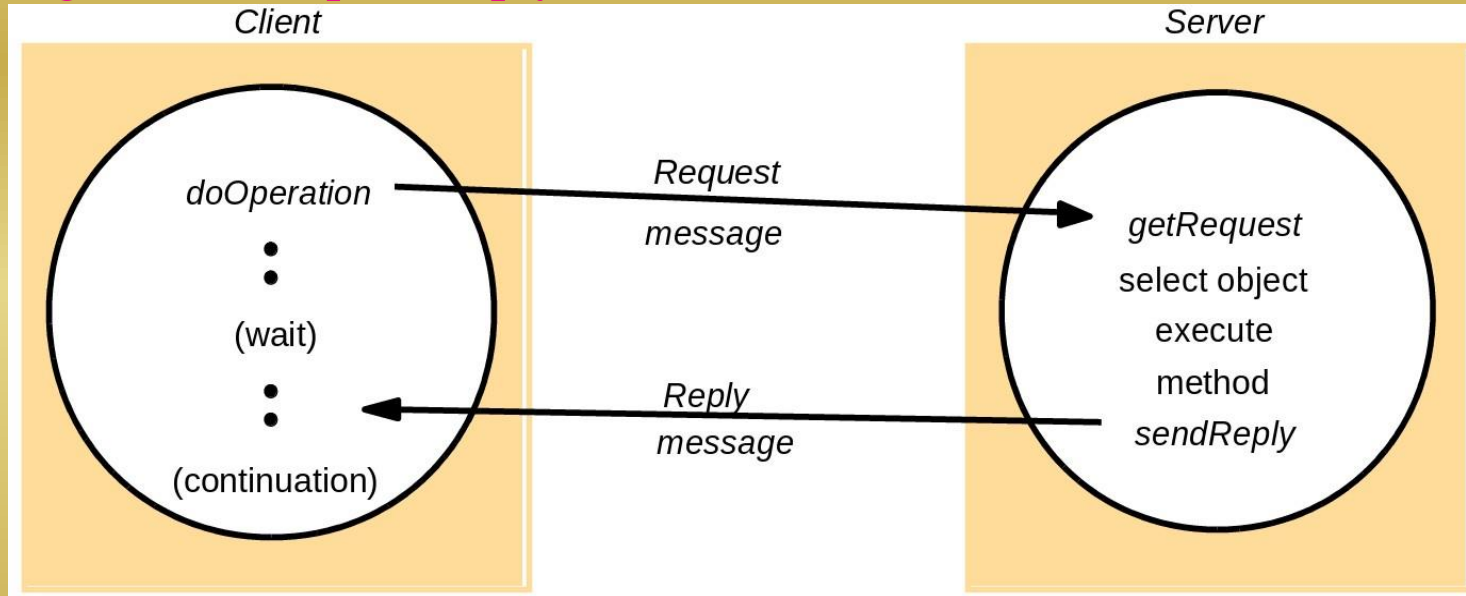 Client
Server
doOperation
(wait)
(continuation)
Request
message
Reply
message
getRequest
select object
execute
method
sendReply